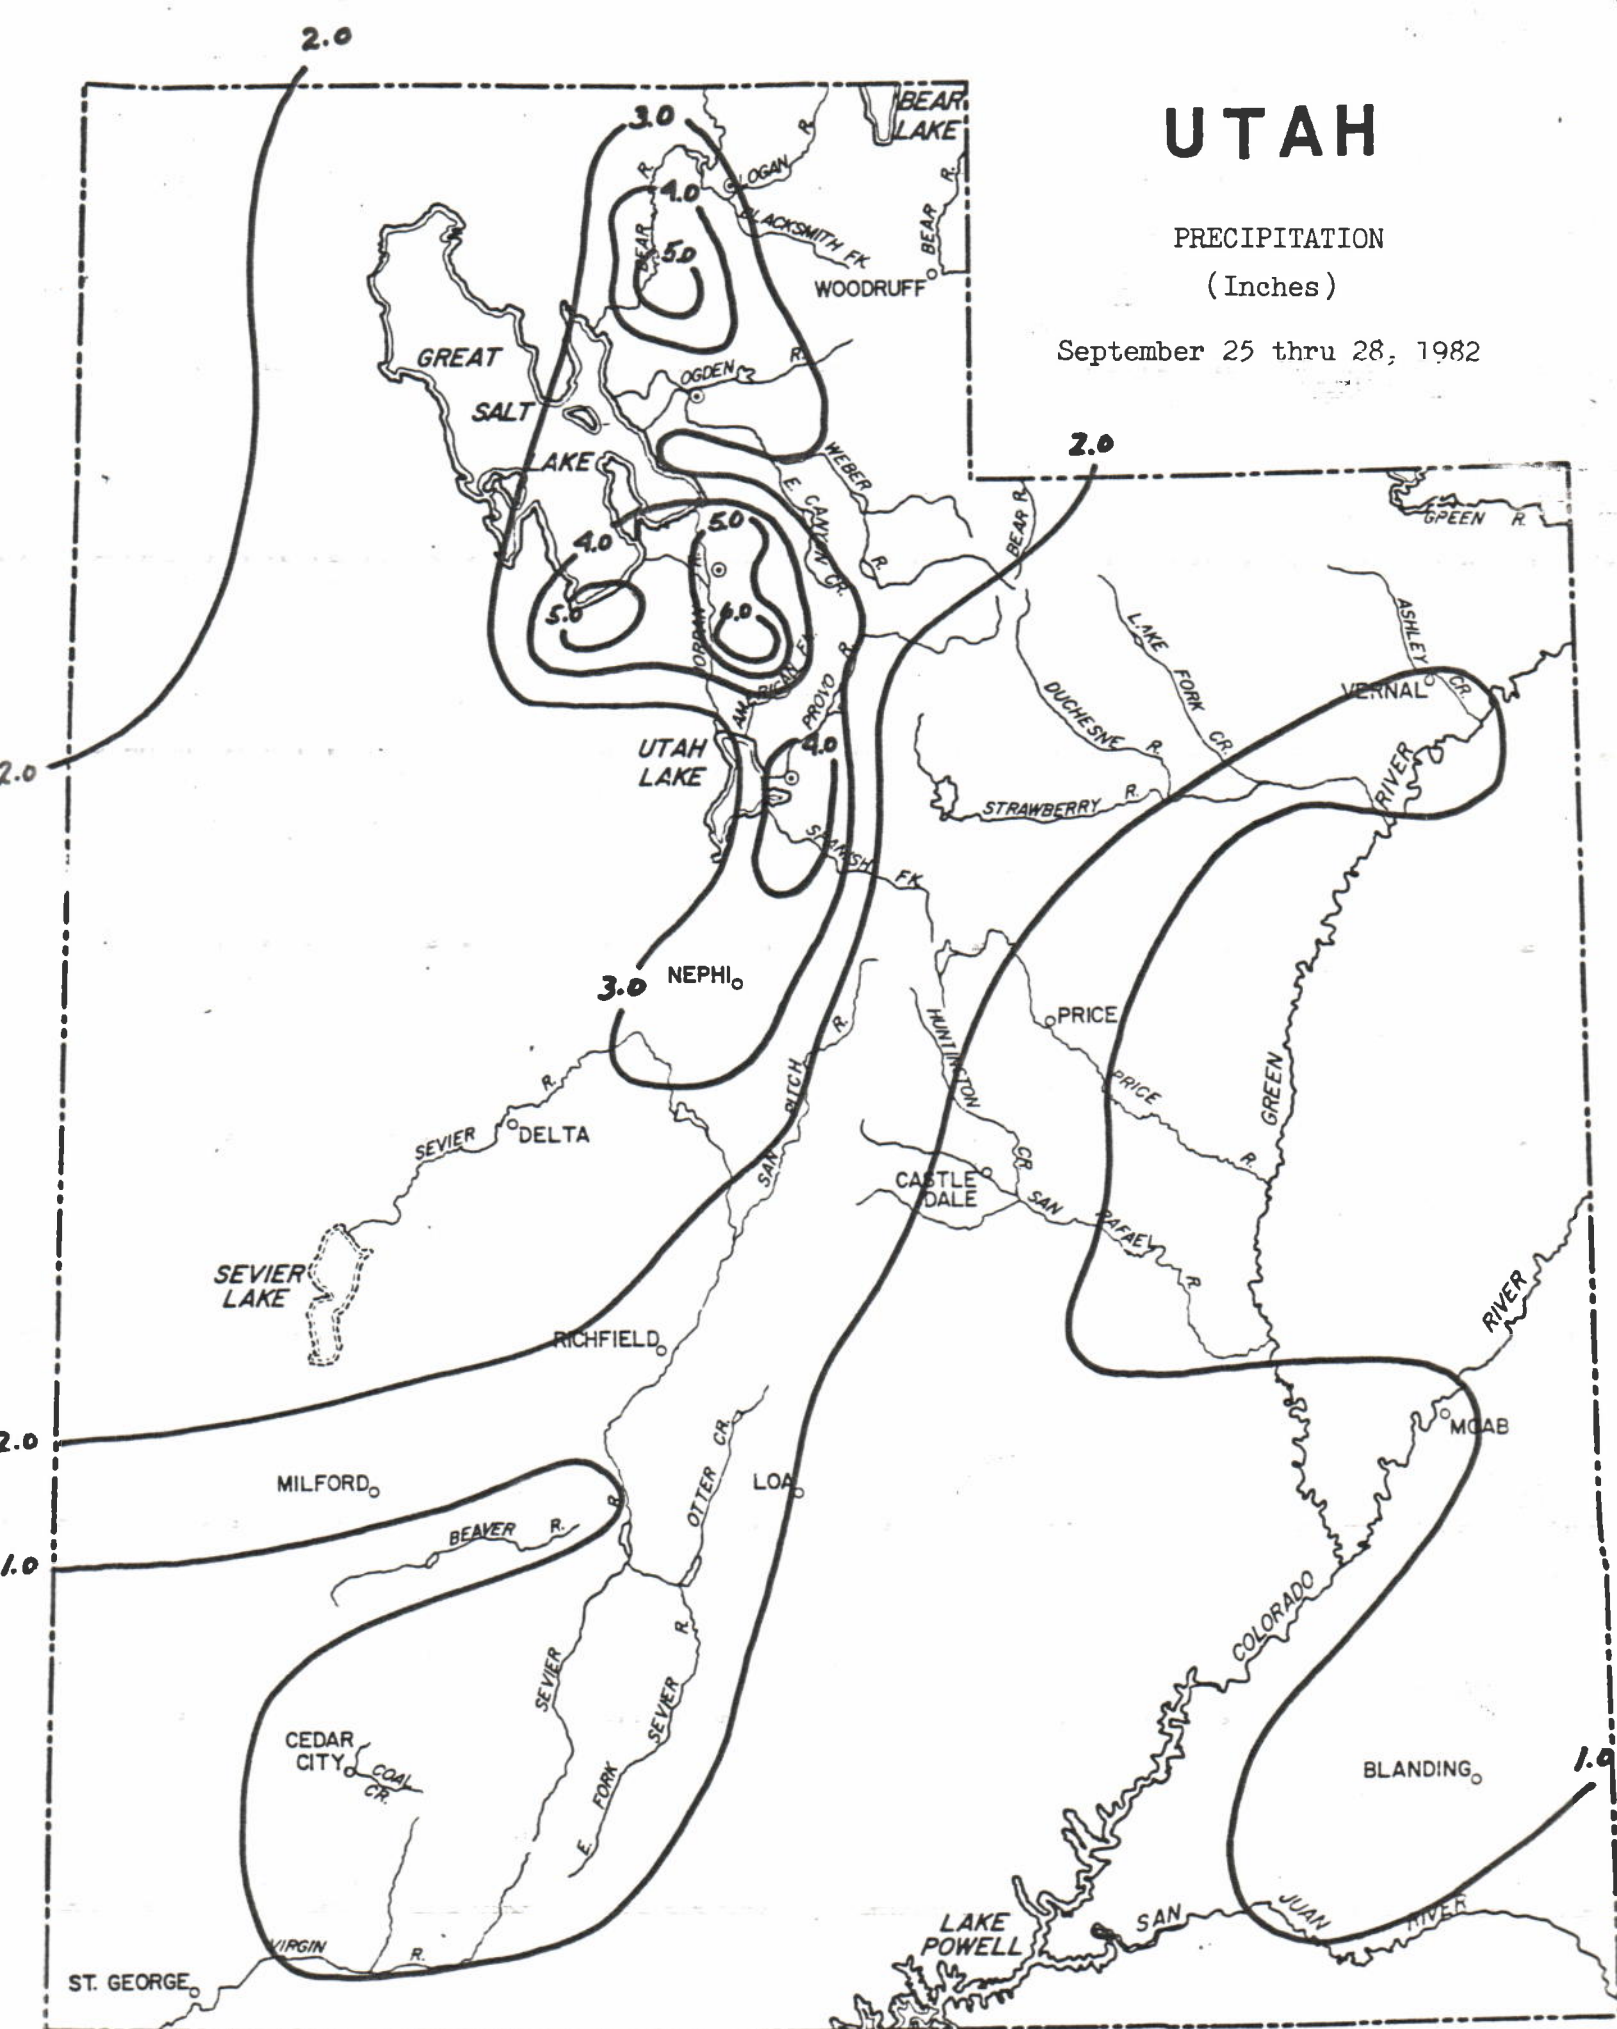 2.0
UTAH
PRECIPITATION
(Inches)
September 25 thru 28, 1982
BEAR
LAKE
3.0
R.
R.
LOGAN
4.0
BLACKSMITH FK
BEAR R.
BEAR
5.0
WOODRUFF
GREAT
SALT
LAKE
OGDEN
R.
2.0
WEBER
R.
E. CANYON CR.
BEAR R.
GREEN R.
5.0
4.0
5.0
6.0
JORDAN R.
AMERICAN FK.
PROVO
R.
LAKE FORK CR.
ASHLEY
CR.
VERNAL
DUCHESNE R.
UTAH
LAKE
4.0
2.0
STRAWBERRY R.
RIVER
SPANISH FK
3.0
NEPHI
PRICE
HUNTINGTON
CR.
PRICE
R.
GREEN
SAN PITCH R.
SEVIER R.
DELTA
CASTLE
DALE
SAN RAFAEL R.
SEVIER
LAKE
RICHFIELD
RIVER
2.0
MOAB
MILFORD
LOA
OTTER CR.
R.
BEAVER R.
1.0
COLORADO
SEVIER
R.
SEVIER
E. FORK
CEDAR
CITY
COAL
CR.
BLANDING
1.0
LAKE
POWELL
SAN JUAN RIVER
VIRGIN R.
ST. GEORGE